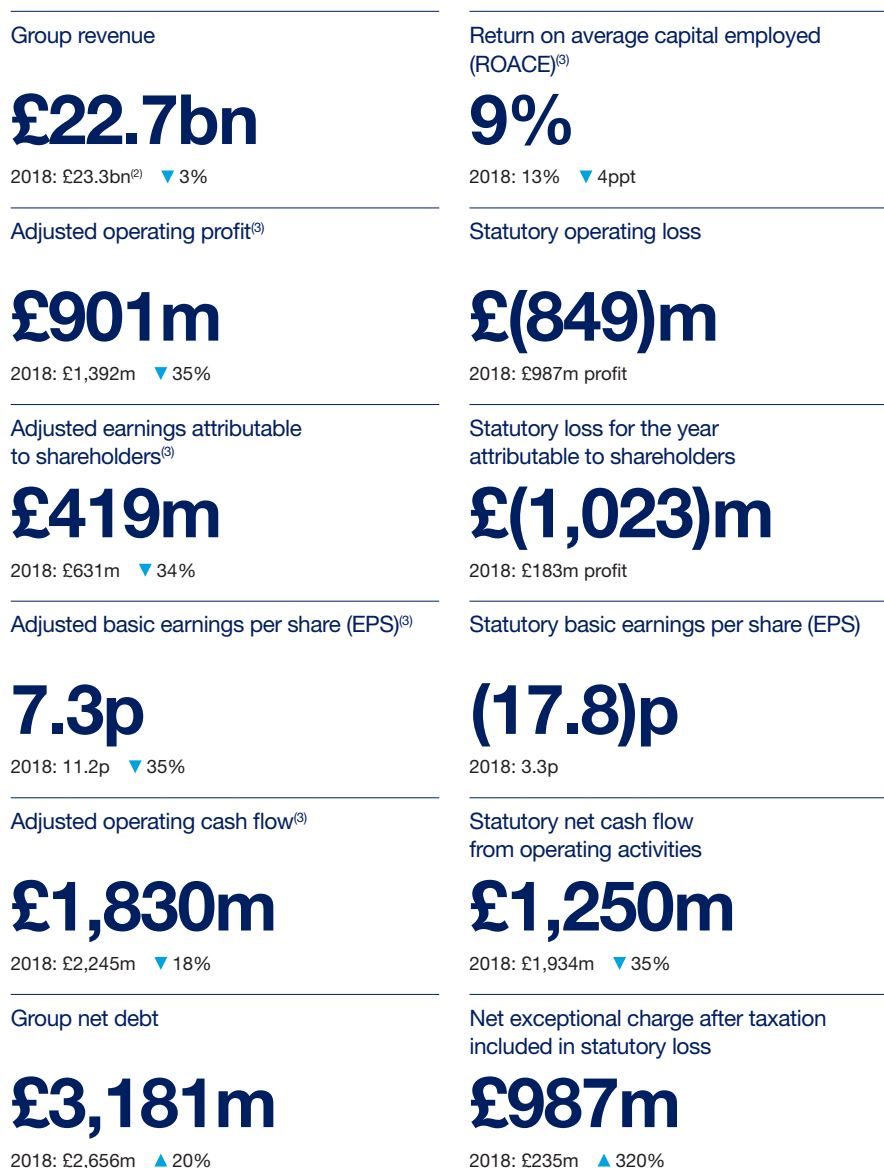 Group revenue
£22.7bn
2018: £23.3bn(2) ▼ 3%
Return on average capital employed
(ROACE)(3)
9%
2018: 13% ▼ 4ppt
Adjusted operating profit(3)
£901m
2018: £1,392m ▼ 35%
Statutory operating loss
£(849)m
2018: £987m profit
Adjusted earnings attributable
to shareholders(3)
£419m
2018: £631m ▼ 34%
Statutory loss for the year
attributable to shareholders
£(1,023)m
2018: £183m profit
Adjusted basic earnings per share (EPS)(3)
7.3p
2018: 11.2p ▼ 35%
Statutory basic earnings per share (EPS)
(17.8)p
2018: 3.3p
Adjusted operating cash flow(3)
£1,830m
2018: £2,245m ▼ 18%
Statutory net cash flow
from operating activities
£1,250m
2018: £1,934m ▼ 35%
Group net debt
£3,181m
2018: £2,656m ▲ 20%
Net exceptional charge after taxation
included in statutory loss
£987m
2018: £235m ▲ 320%